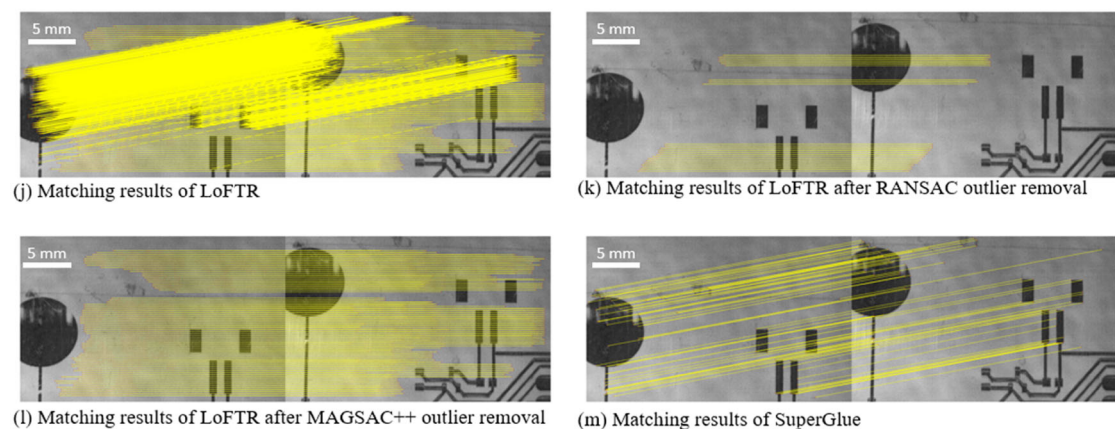 5 mm
5 mm
(j) Matching results of LoFTR
(k) Matching results of LoFTR after RANSAC outlier removal
5 mm
5 mm
(l) Matching results of LoFTR after MAGSAC++ outlier removal
(m) Matching results of SuperGlue